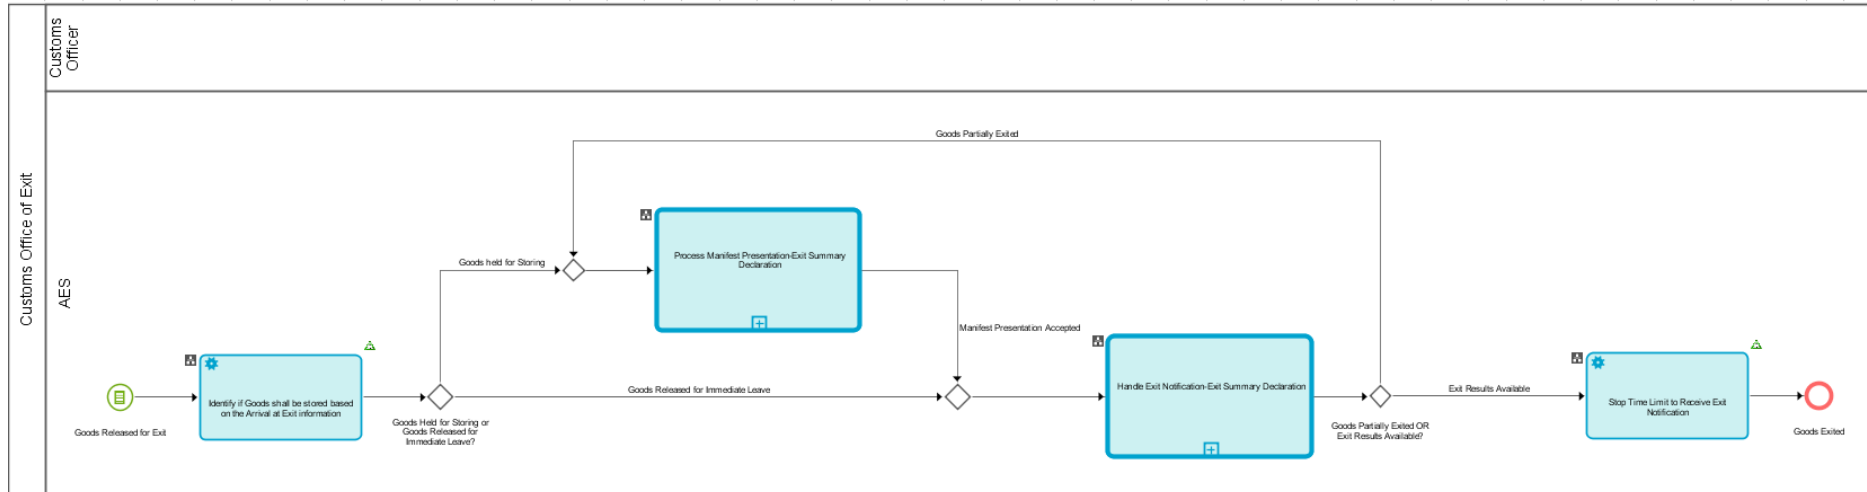 Customs
Officer
Customs Office of Exit
AES
Goods Partially Exited
Goods held for Storing
Process Manifest Presentation-Exit Summary
Declaration
Manifest Presentation Accepted
Goods Released for Exit
Identify if Goods shall be stored based
on the Arrival at Exit information
Goods Held for Storing or
Goods Released for
Immediate Leave?
Goods Released for Immediate Leave
Handle Exit Notification-Exit Summary Declaration
Goods Partially Exited OR
Exit Results Available?
Exit Results Available
Stop Time Limit to Receive Exit
Notification
Goods Exited